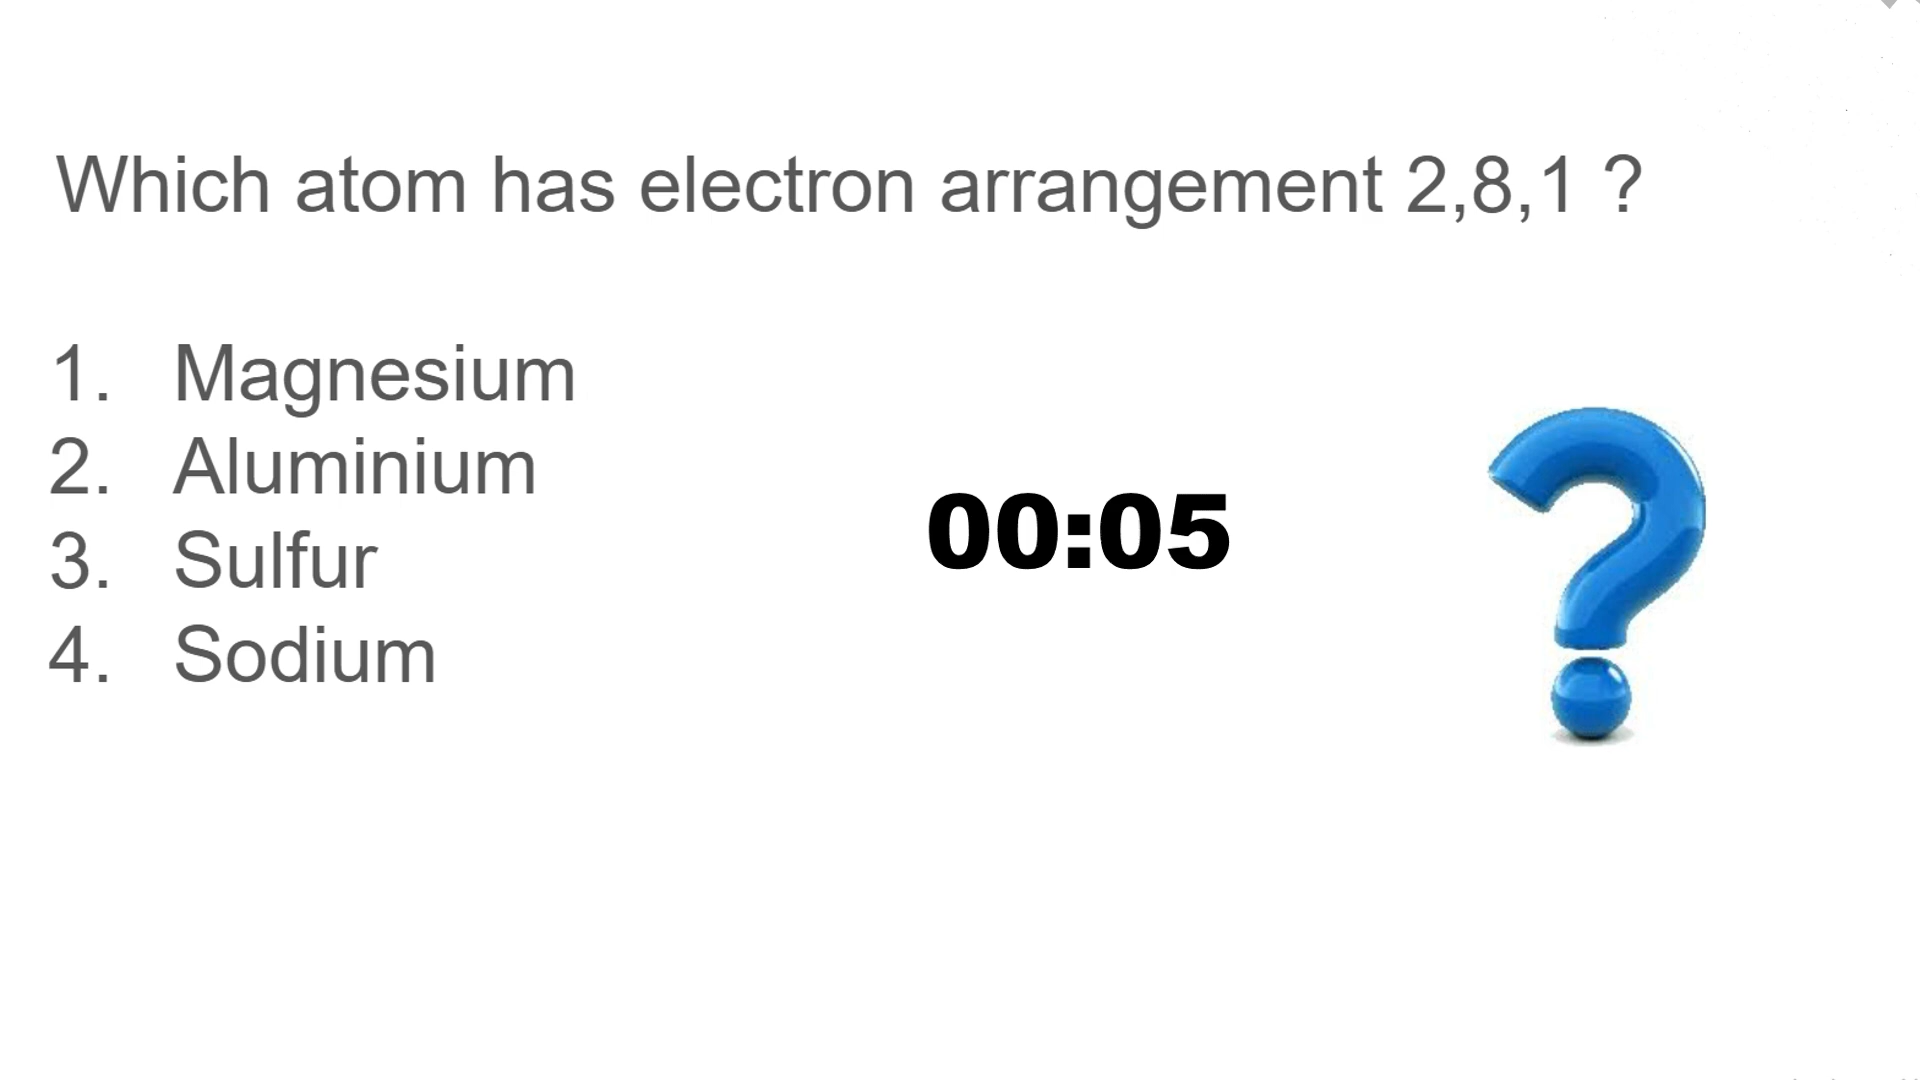 Which atom has electron arrangement 2,8,1 ?
1. Magnesium
2. Aluminium
3. Sulfur
4. Sodium
00:05